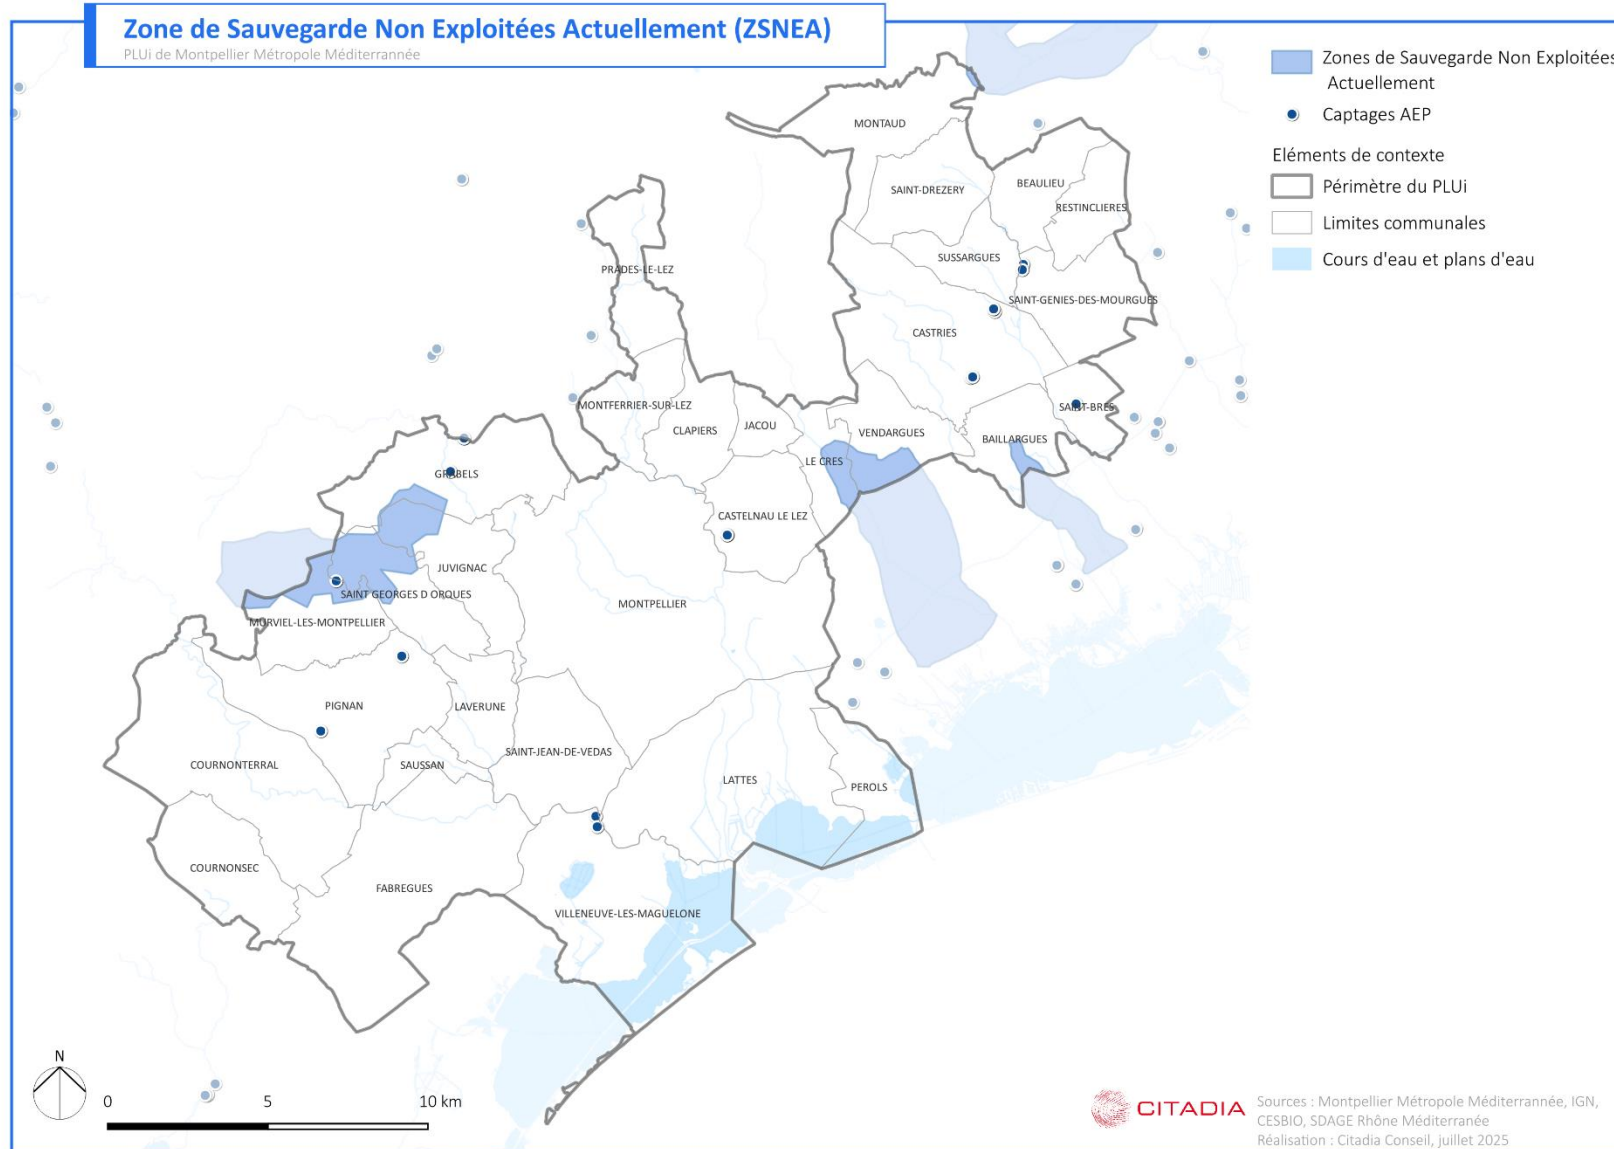 Zone de Sauvegarde Non Exploitées Actuellement (ZSNEA)
PLUi de Montpellier Métropole Méditerrannée
Zones de Sauvegarde Non Exploitées
Actuellement
Captages AEP
Eléments de contexte
Périmètre du PLUi
Limites communales
Cours d'eau et plans d'eau
MONTAUD
SAINT-DREZERY
BEAULIEU
RESTINCLIERES
SUSSARGUES
PRADES-LE-LEZ
SAINT-GENIES-DES-MOURGUES
CASTRIES
MONTFERRIER-SUR-LEZ
SAINT-BRES
CLAPIERS
JACOU
VENDARGUES
BAILLARGUES
LE CRES
GRABELS
CASTELNAU LE LEZ
JUVIGNAC
SAINT GEORGES D ORQUES
MONTPELLIER
MURVIEL-LES-MONTPELLIER
PIGNAN
LAVERUNE
SAINT-JEAN-DE-VEDAS
COURNONTERRAL
SAUSSAN
LATTES
PEROLS
COURNONSEC
FABREGUES
VILLENEUVE-LES-MAGUELONE
N
0 5 10 km
CITADIA
Sources : Montpellier Métropole Méditerrannée, IGN,
CESBIO, SDAGE Rhône Méditerranée
Réalisation : Citadia Conseil, juillet 2025